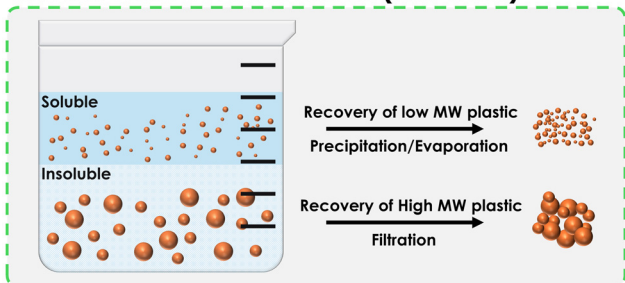 Soluble
Recovery of low MW plastic
Precipitation/Evaporation
Insoluble
Recovery of High MW plastic
Filtration